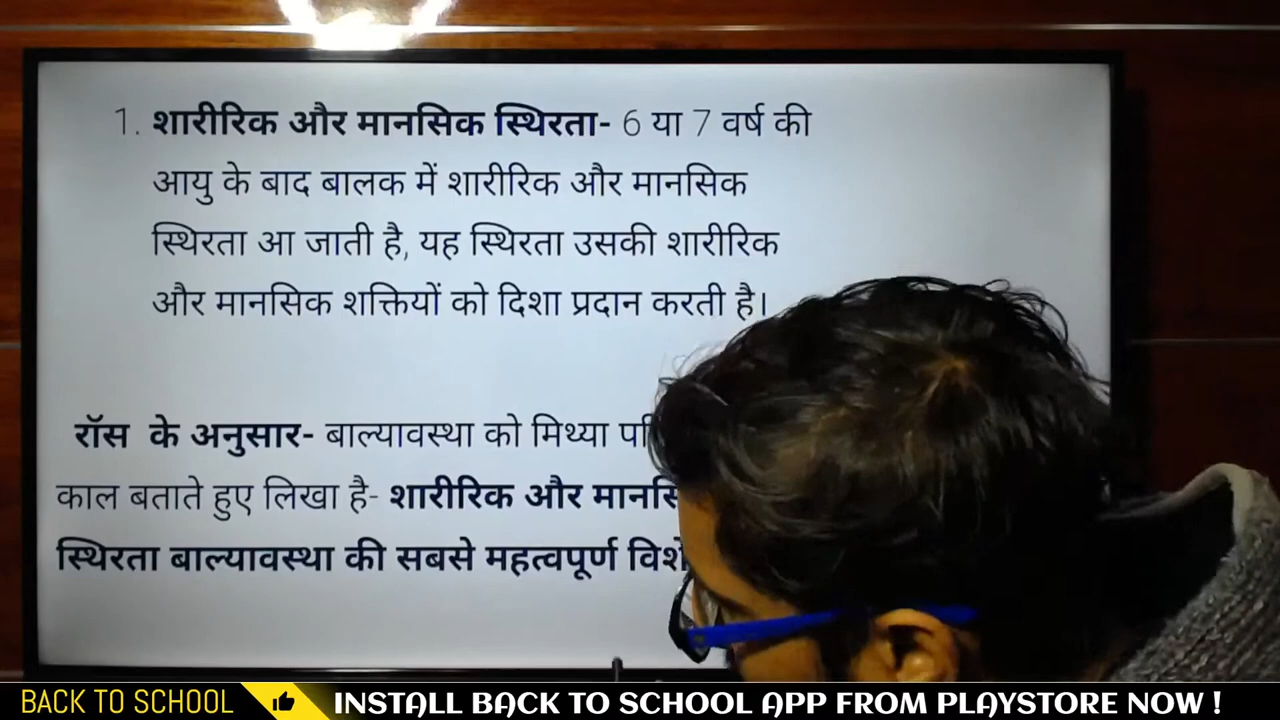 1. शारीरिक और मानसिक स्थिरता- 6 या 7 वर्ष की
आयु के बाद बालक में शारीरिक और मानसिक
स्थिरता आ जाती है, यह स्थिरता उसकी शारीरिक
और मानसिक शक्तियों को दिशा प्रदान करती है।
रॉस के अनुसार- बाल्यावस्था को मिथ्या
काल बताते हुए लिखा है- शारीरिक और
स्थिरता बाल्यावस्था की सबसे महत्वपूर्ण
BACK TO SCHOOL INSTALL BACK TO SCHOOL APP FROM PLAYSTORE NOW !